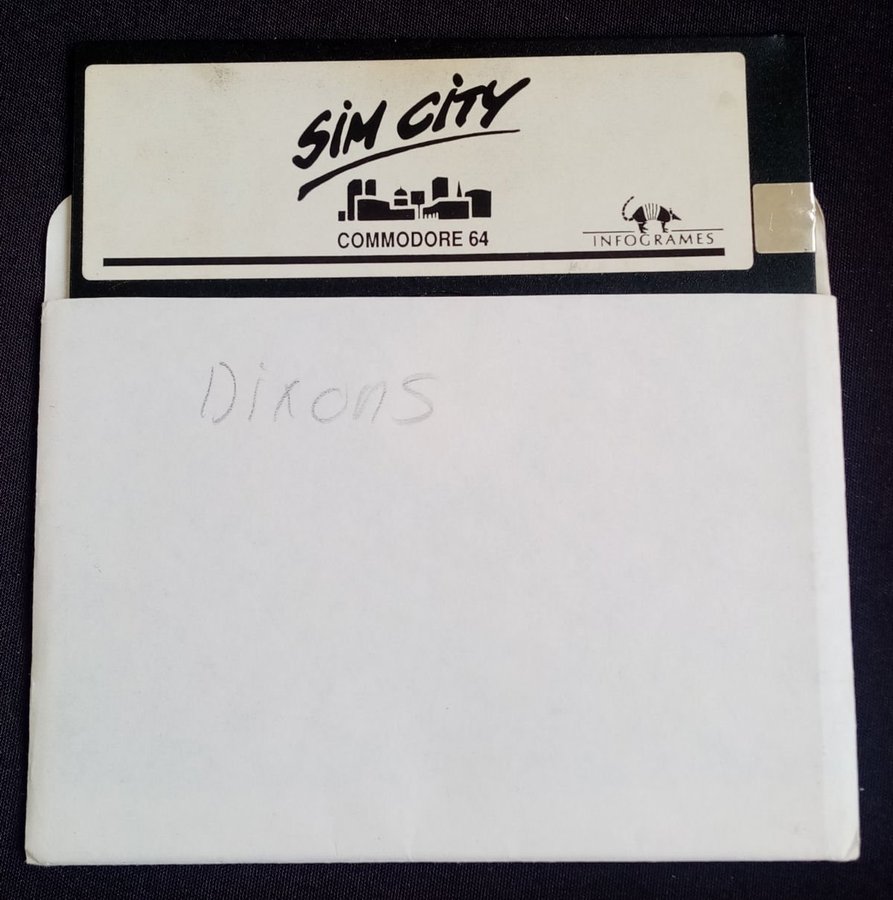 SiM CiTY
COMMODORE 64
INFOGRAMES
Dixons